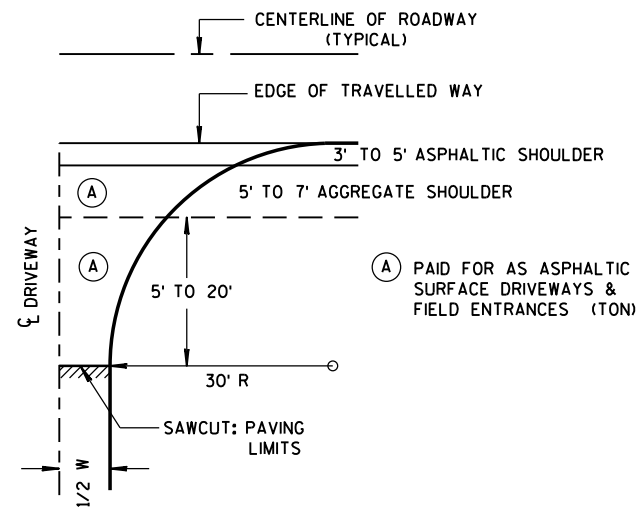 CENTERLINE OF ROADWAY
(TYPICAL)
EDGE OF TRAVELLED WAY
3' TO 5' ASPHALTIC SHOULDER
A
5' TO 7' AGGREGATE SHOULDER
℄ DRIVEWAY
A
5' TO 20'
A PAID FOR AS ASPHALTIC
SURFACE DRIVEWAYS &
FIELD ENTRANCES (TON)
30' R
SAWCUT: PAVING
LIMITS
1/2 W